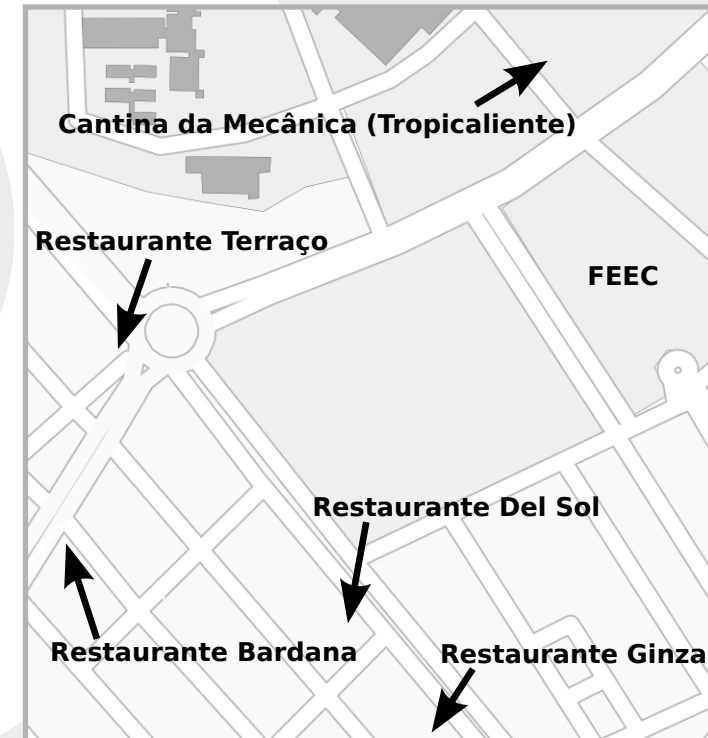 Cantina da Mecânica (Tropicaliente)
Restaurante Terraço
FEEC
Restaurante Del Sol
Restaurante Bardana
Restaurante Ginza